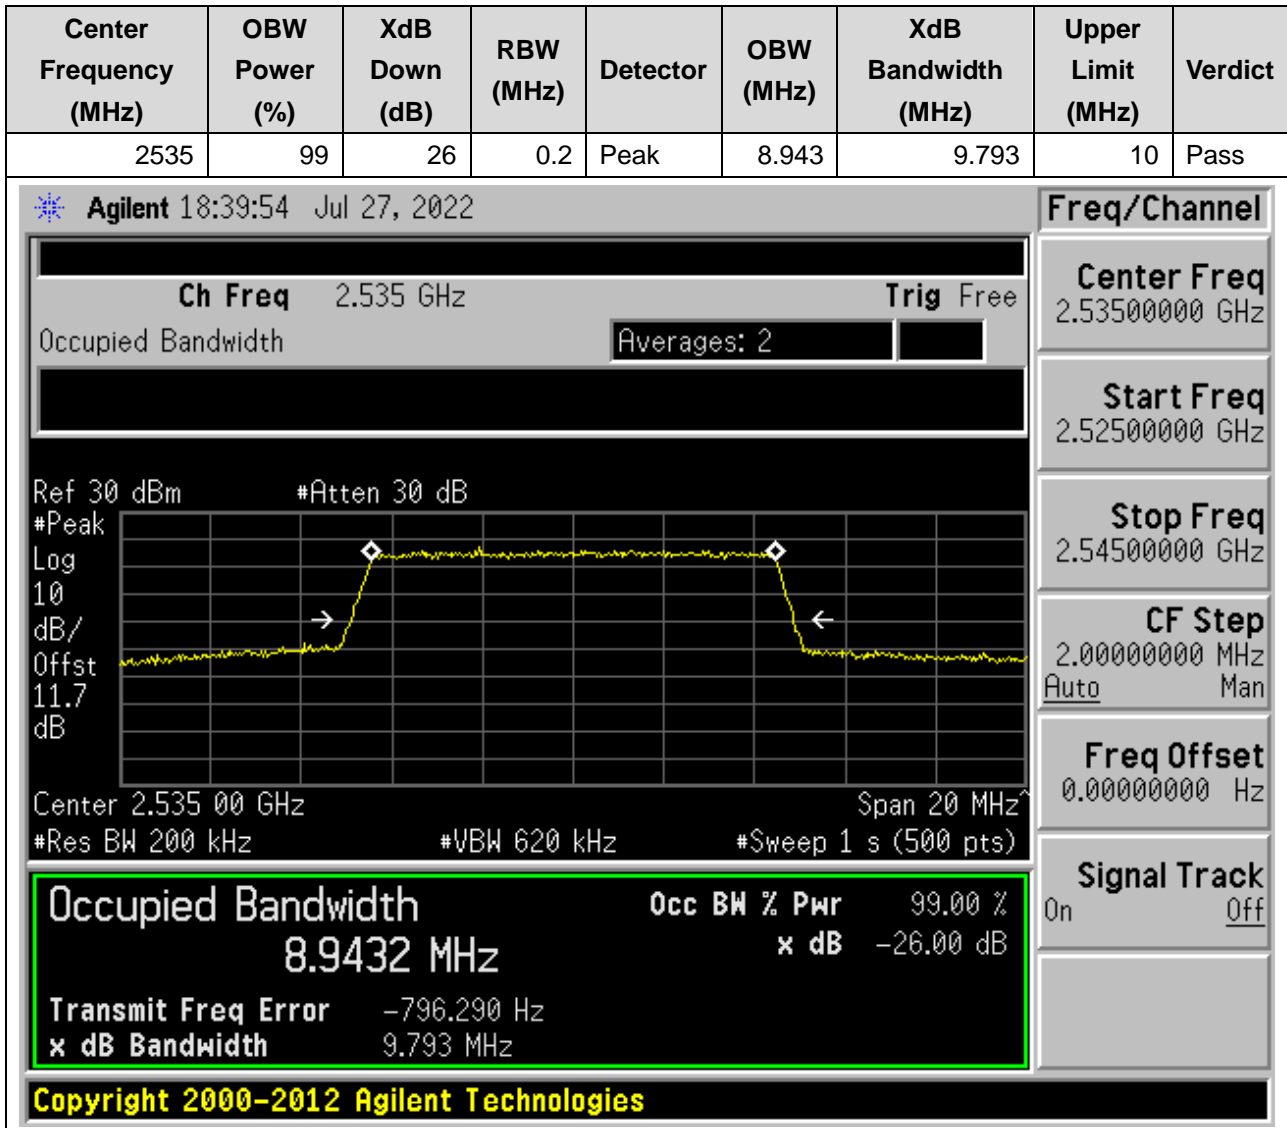 Center Frequency (MHz) OBW Power (%) XdB Down (dB) RBW (MHz) Detector OBW (MHz) XdB Bandwidth (MHz) Upper Limit (MHz) Verdict
2535 99 26 0.2 Peak 8.943 9.793 10 Pass
Agilent 18:39:54 Jul 27, 2022
Freq/Channel
Ch Freq 2.535 GHz Trig Free
Occupied Bandwidth Averages: 2
Center Freq
2.53500000 GHz
Start Freq
2.52500000 GHz
Stop Freq
2.54500000 GHz
CF Step
2.00000000 MHz
Auto Man
Freq Offset
0.00000000 Hz
Signal Track
On Off
Ref 30 dBm #Atten 30 dB
#Peak
Log
10
dB/
Offst
11.7
dB
Center 2.535 00 GHz Span 20 MHz^
#Res BW 200 kHz #VBW 620 kHz #Sweep 1 s (500 pts)
Occupied Bandwidth
8.9432 MHz
Occ BW % Pwr 99.00 %
x dB -26.00 dB
Transmit Freq Error -796.290 Hz
x dB Bandwidth 9.793 MHz
Copyright 2000-2012 Agilent Technologies